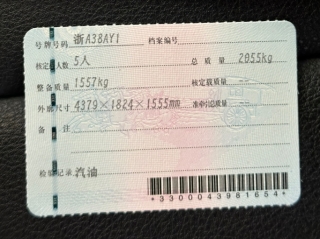 号牌号码 浙A38AY1 档案编号
核定载人数 5人 总质量 2055kg
整备质量 1557kg 核定载质量 --
外廓尺寸 4379×1824×1555mm 准牵引总质量 --
备注
检验记录 汽油
*3300043981654*